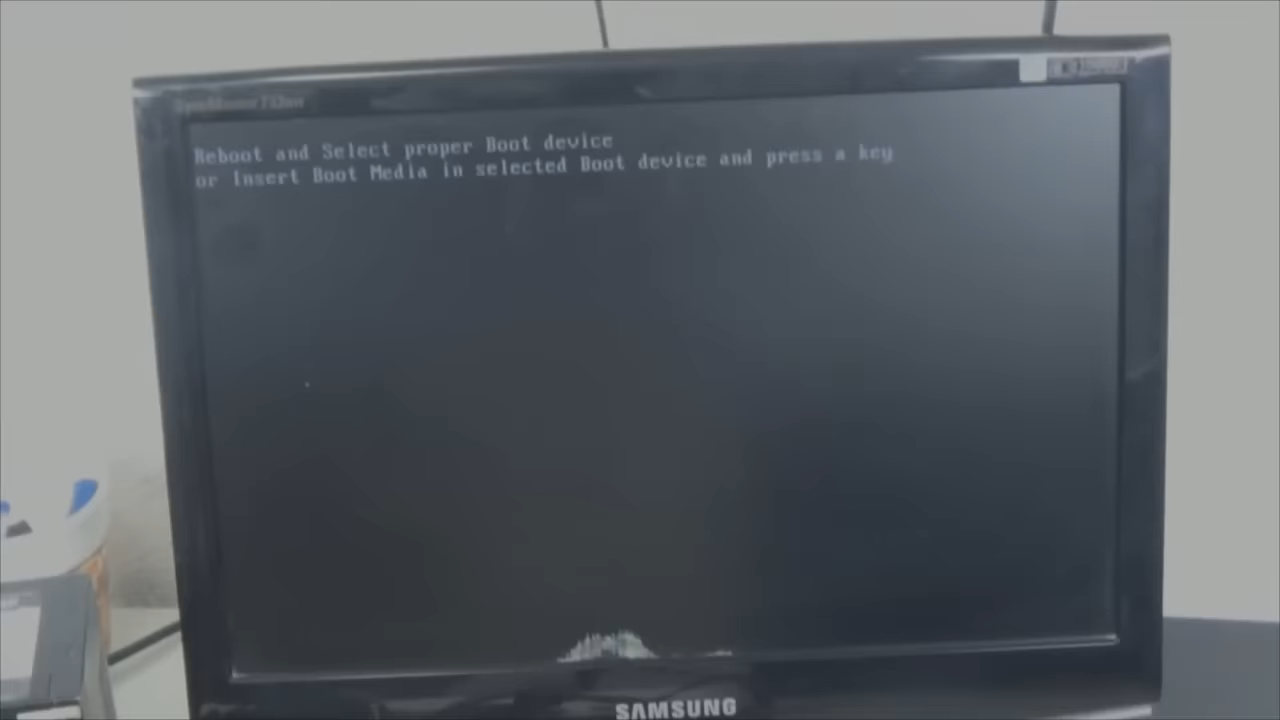 Reboot and Select proper Boot device
or Insert Boot Media in selected Boot device and press a key
SAMSUNG